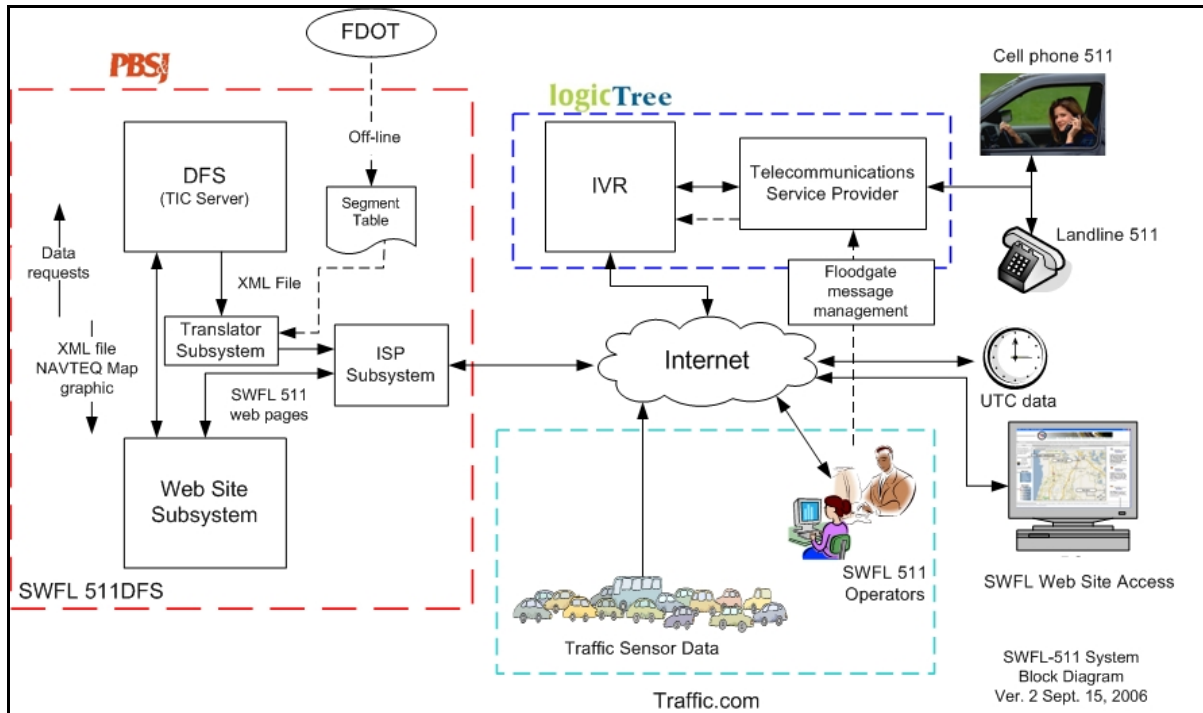 FDOT
PBS&J
logicTree
Cell phone 511
Off-line
DFS
(TIC Server)
Segment
Table
IVR
Telecommunications
Service Provider
Landline 511
Data
requests
XML File
Floodgate
message
management
Translator
Subsystem
XML file
NAVTEQ Map
graphic
ISP
Subsystem
Internet
SWFL 511
web pages
UTC data
Web Site
Subsystem
SWFL 511DFS
SWFL 511
Operators
SWFL Web Site Access
Traffic Sensor Data
Traffic.com
SWFL-511 System
Block Diagram
Ver. 2 Sept. 15, 2006